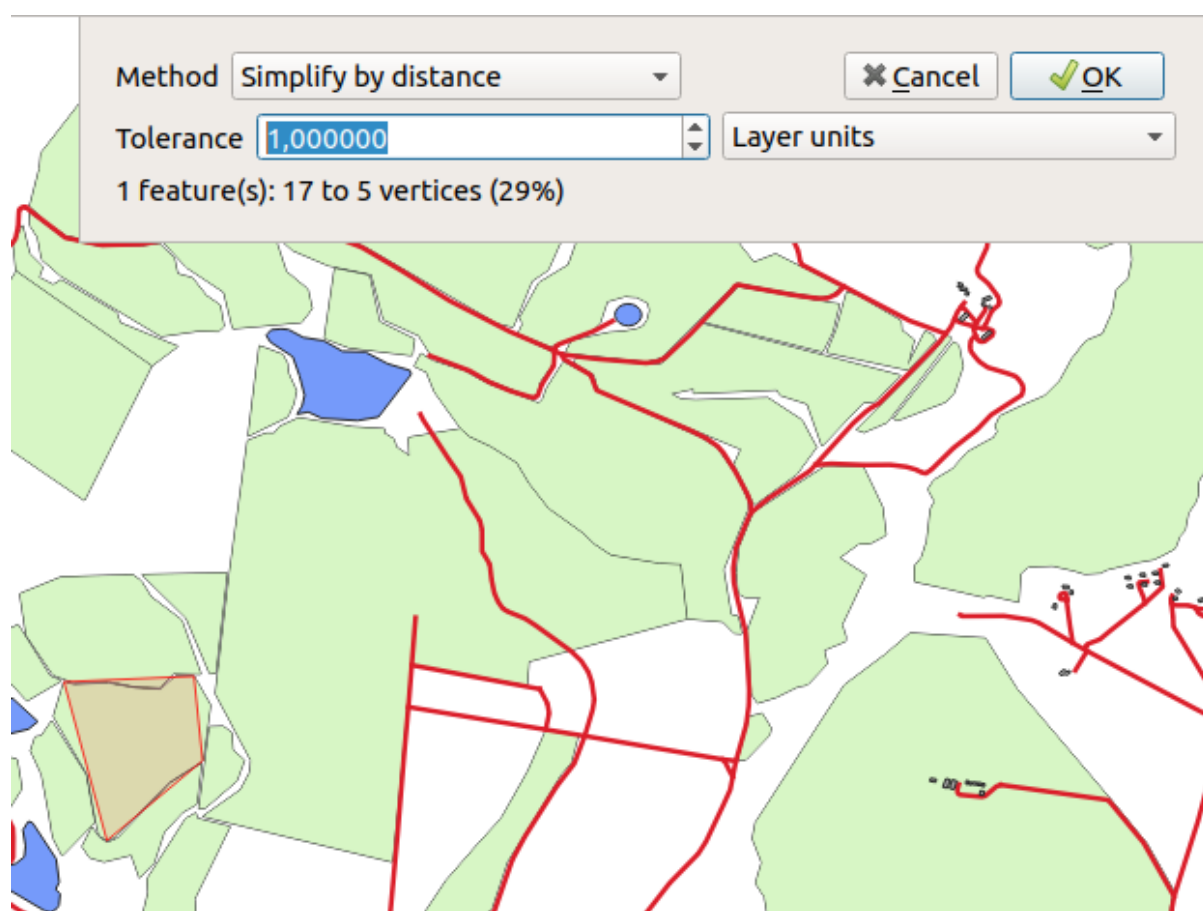 Method Simplify by distance Cancel OK
Tolerance 1,000000 Layer units
1 feature(s): 17 to 5 vertices (29%)